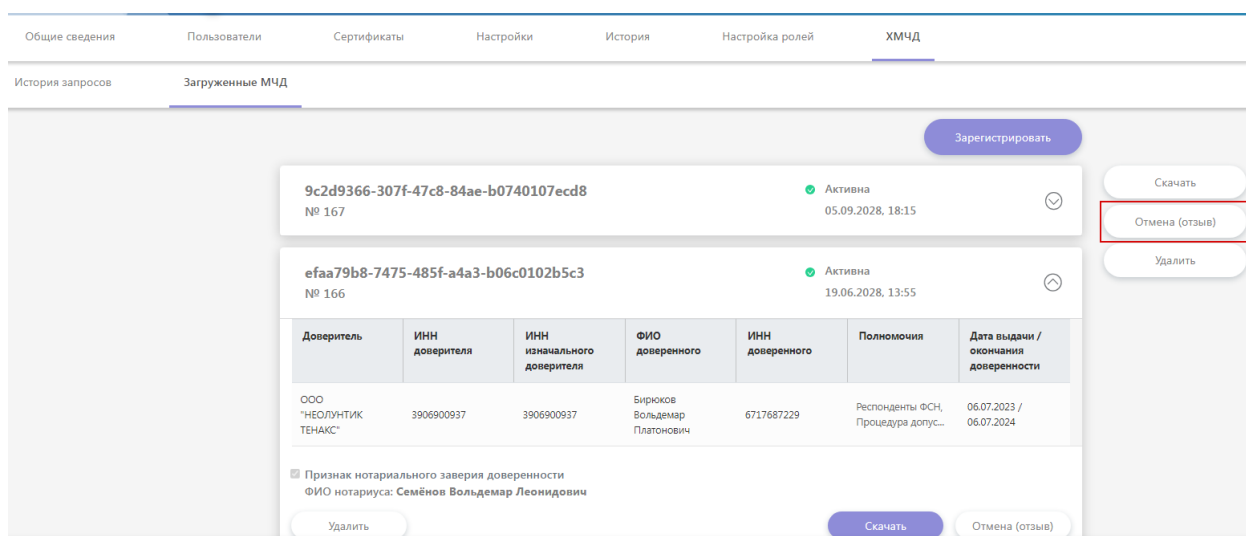 Общие сведения Пользователи Сертификаты Настройки История Настройка ролей ХМЧД
История запросов Загруженные МЧД
Зарегистрировать
9c2d9366-307f-47c8-84ae-b0740107ecd8 Активна
№ 167 05.09.2028, 18:15
Скачать
Отмена (отзыв)
Удалить
efaa79b8-7475-485f-a4a3-b06c0102b5c3 Активна
№ 166 19.06.2028, 13:55
Доверитель ИНН ИНН ФИО ИНН Полномочия Дата выдачи /
доверителя изначального доверенного доверенного окончания
доверителя доверенности
ООО Бирюков
"НЕОЛУНТИК 3906900937 3906900937 Вольдемар 6717687229 Респонденты ФСН, 06.07.2023 /
ТЕНАКС" Платонович Процедура допус... 06.07.2024
Признак нотариального заверия доверенности
ФИО нотариуса: Семёнов Вольдемар Леонидович
Удалить Скачать Отмена (отзыв)